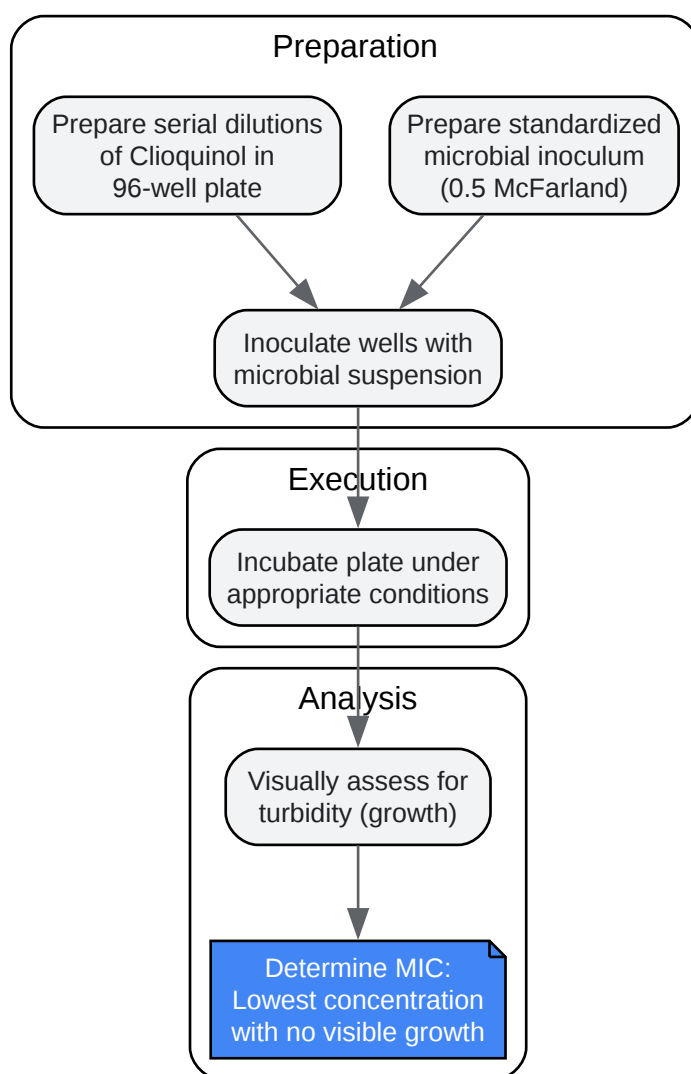 Preparation
Prepare serial dilutions
of Clioquinol in
96-well plate
Prepare standardized
microbial inoculum
(0.5 McFarland)
Inoculate wells with
microbial suspension
Execution
Incubate plate under
appropriate conditions
Analysis
Visually assess for
turbidity (growth)
Determine MIC:
Lowest concentration
with no visible growth